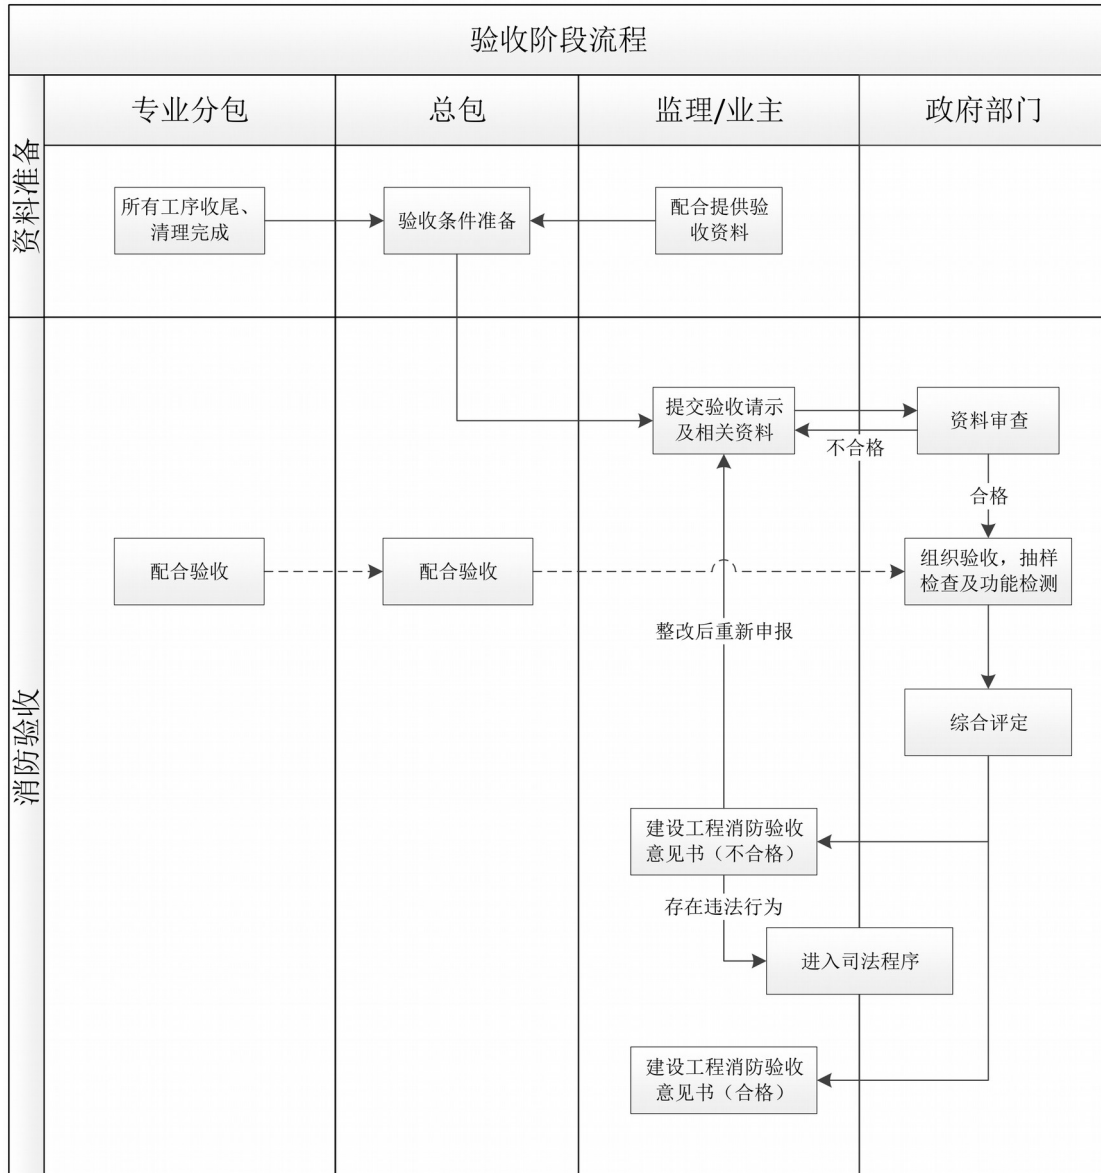 验收阶段流程
专业分包
总包
监理/业主
政府部门
资料准备
所有工序收尾、
清理完成
验收条件准备
配合提供验
收资料
消防验收
提交验收请示
及相关资料
资料审查
不合格
合格
配合验收
配合验收
组织验收，抽样
检查及功能检测
整改后重新申报
综合评定
建设工程消防验收
意见书（不合格）
存在违法行为
进入司法程序
建设工程消防验收
意见书（合格）